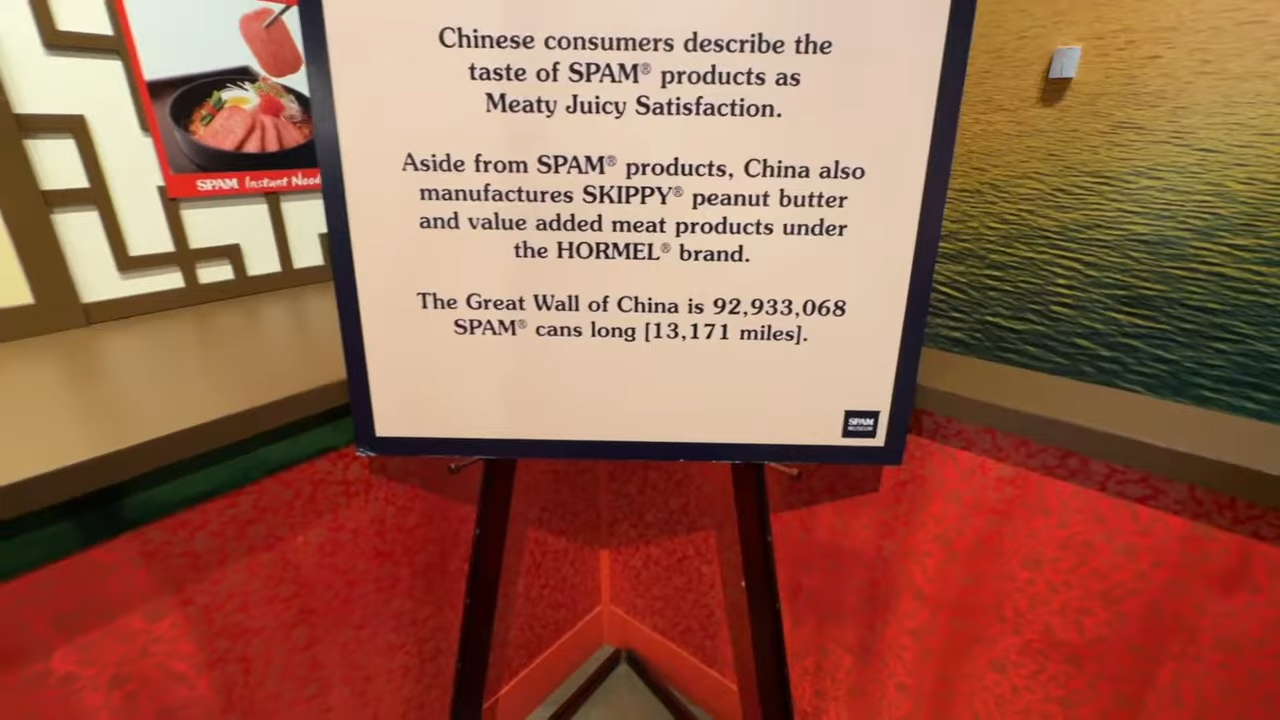 Chinese consumers describe the
taste of SPAM® products as
Meaty Juicy Satisfaction.
Aside from SPAM® products, China also
manufactures SKIPPY® peanut butter
and value added meat products under
the HORMEL® brand.
The Great Wall of China is 92,933,068
SPAM® cans long [13,171 miles].
SPAM
MUSEUM
SPAM Instant